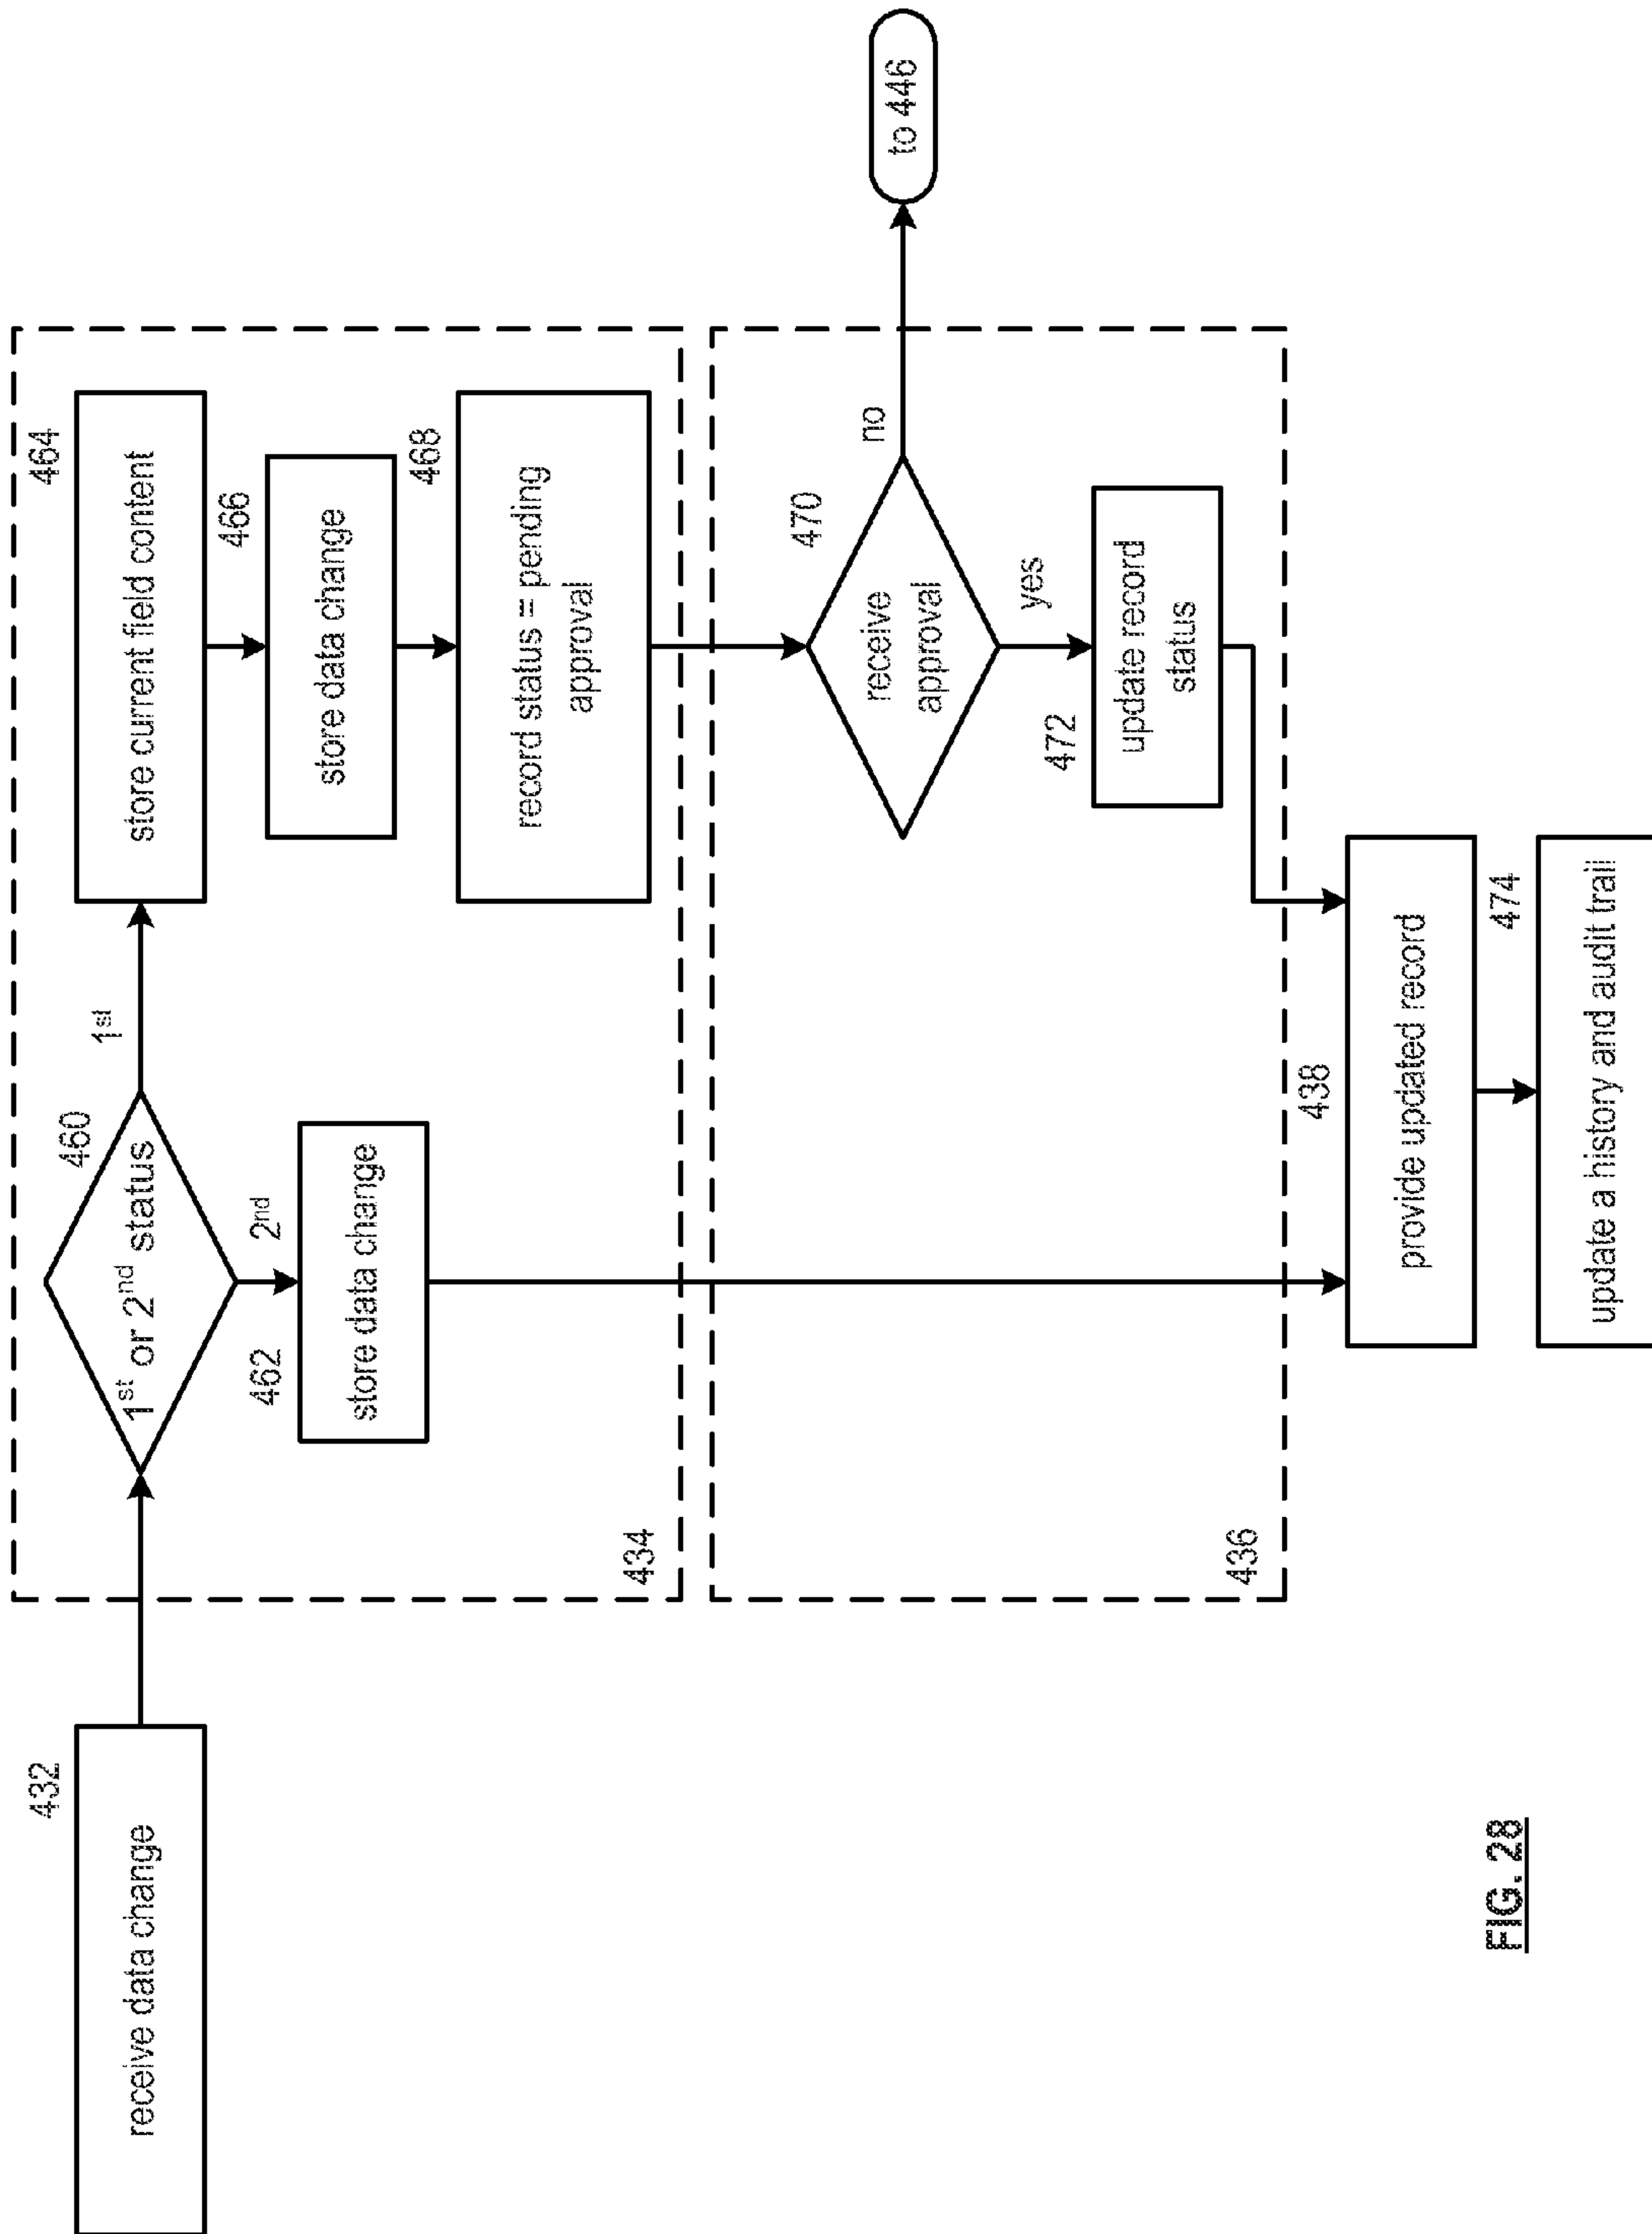 432
receive data change
460
1st or 2nd status
1st
2nd
462
store data change
464
store current field content
466
store data change
468
record status = pending
approval
434
470
receive
approval
no
to 446
yes
472
update record
status
436
438
provide updated record
474
update a history and audit trail
FIG. 28